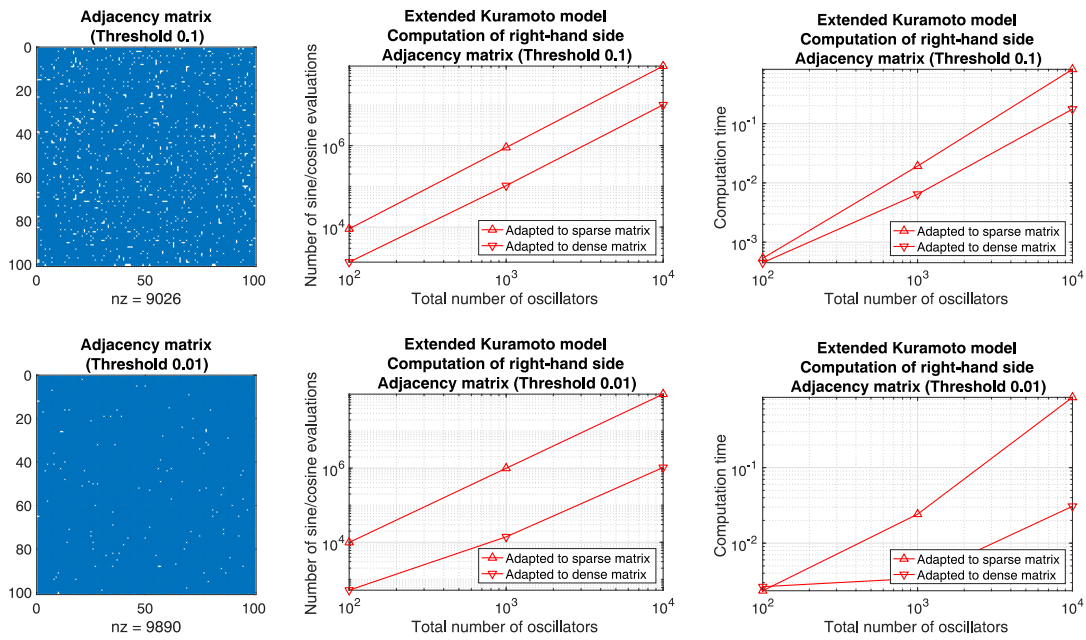 Adjacency matrix
(Threshold 0.1)
0
20
40
60
80
100
0 50 100
nz = 9026
Extended Kuramoto model
Computation of right-hand side
Adjacency matrix (Threshold 0.1)
Number of sine/cosine evaluations
10^6
10^4
Adapted to sparse matrix
Adapted to dense matrix
10^2 10^3 10^4
Total number of oscillators
Extended Kuramoto model
Computation of right-hand side
Adjacency matrix (Threshold 0.1)
Computation time
10^-1
10^-2
10^-3
Adapted to sparse matrix
Adapted to dense matrix
10^2 10^3 10^4
Total number of oscillators
Adjacency matrix
(Threshold 0.01)
0
20
40
60
80
100
0 50 100
nz = 9890
Extended Kuramoto model
Computation of right-hand side
Adjacency matrix (Threshold 0.01)
Number of sine/cosine evaluations
10^6
10^4
Adapted to sparse matrix
Adapted to dense matrix
10^2 10^3 10^4
Total number of oscillators
Extended Kuramoto model
Computation of right-hand side
Adjacency matrix (Threshold 0.01)
Computation time
10^-1
10^-2
Adapted to sparse matrix
Adapted to dense matrix
10^2 10^3 10^4
Total number of oscillators